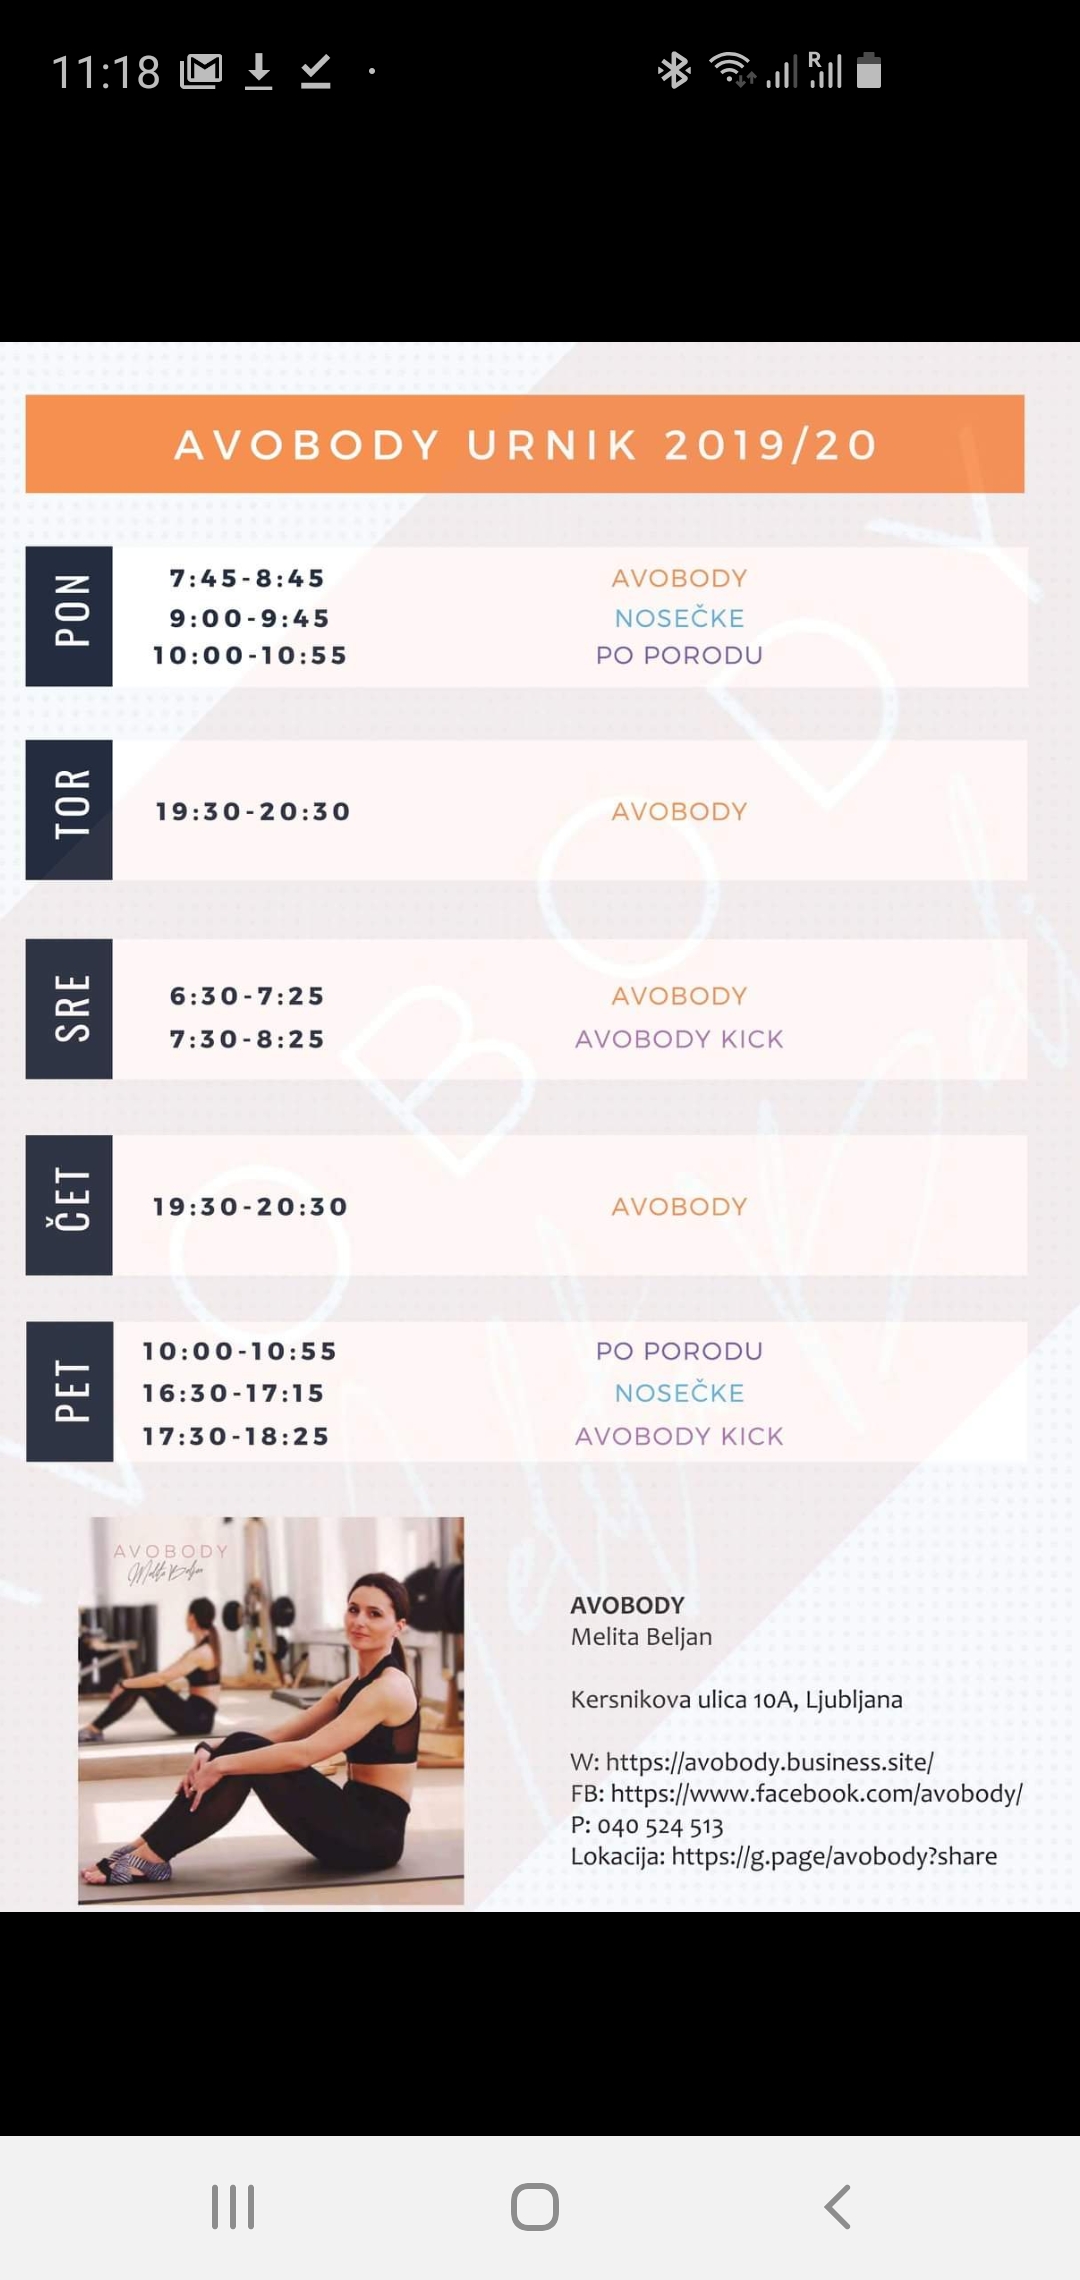 11:18
R
AVOBODY URNIK 2019/20
PON
7:45-8:45 AVOBODY
9:00-9:45 NOSEČKE
10:00-10:55 PO PORODU
TOR
19:30-20:30 AVOBODY
SRE
6:30-7:25 AVOBODY
7:30-8:25 AVOBODY KICK
ČET
19:30-20:30 AVOBODY
PET
10:00-10:55 PO PORODU
16:30-17:15 NOSEČKE
17:30-18:25 AVOBODY KICK
AVOBODY
Melita Beljan
AVOBODY
Melita Beljan
Kersnikova ulica 10A, Ljubljana
W: https://avobody.business.site/
FB: https://www.facebook.com/avobody/
P: 040 524 513
Lokacija: https://g.page/avobody?share
AVOBODY